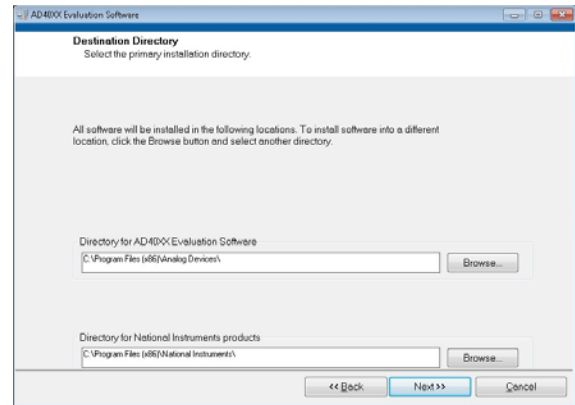 AD40XX Evaluation Software
Destination Directory
Select the primary installation directory.
All software will be installed in the following locations. To install software into a different
location, click the Browse button and select another directory.
Directory for AD40XX Evaluation Software
C:\Program Files (x86)\Analog Devices\
Browse...
Directory for National Instruments products
C:\Program Files (x86)\National Instruments\
Browse...
<< Back
Next >>
Cancel